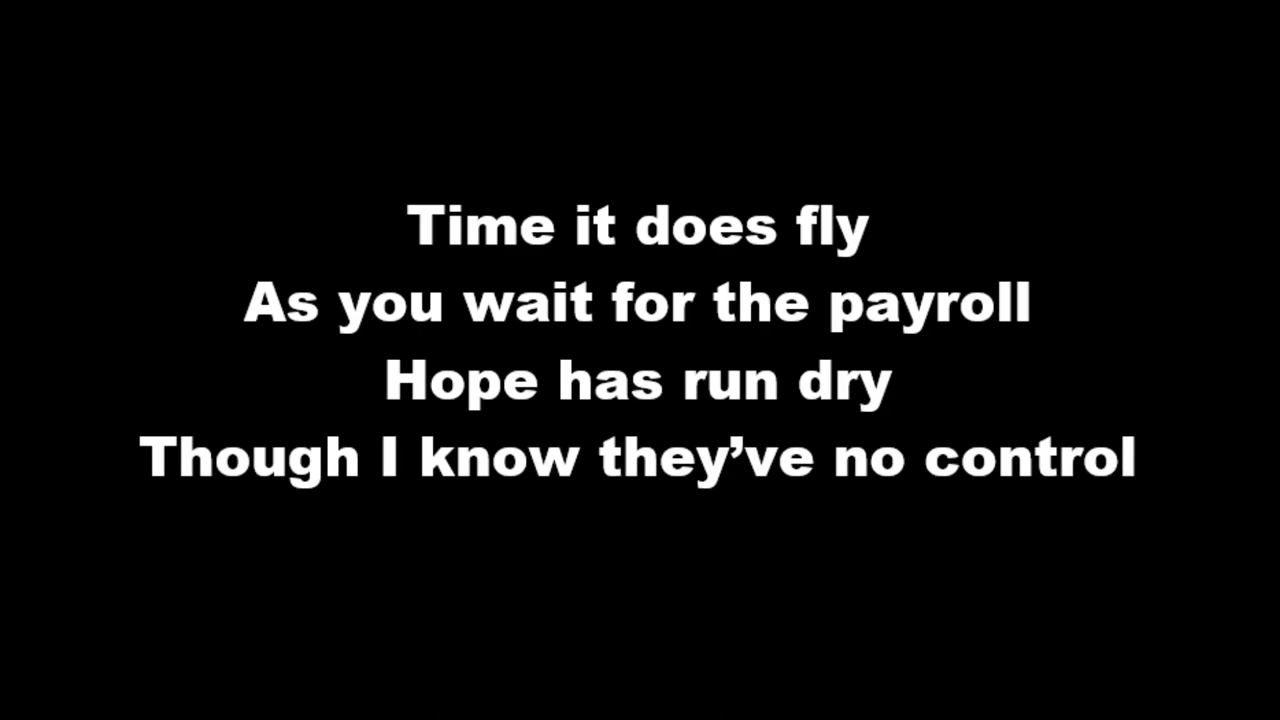 Time it does fly
As you wait for the payroll
Hope has run dry
Though I know they’ve no control